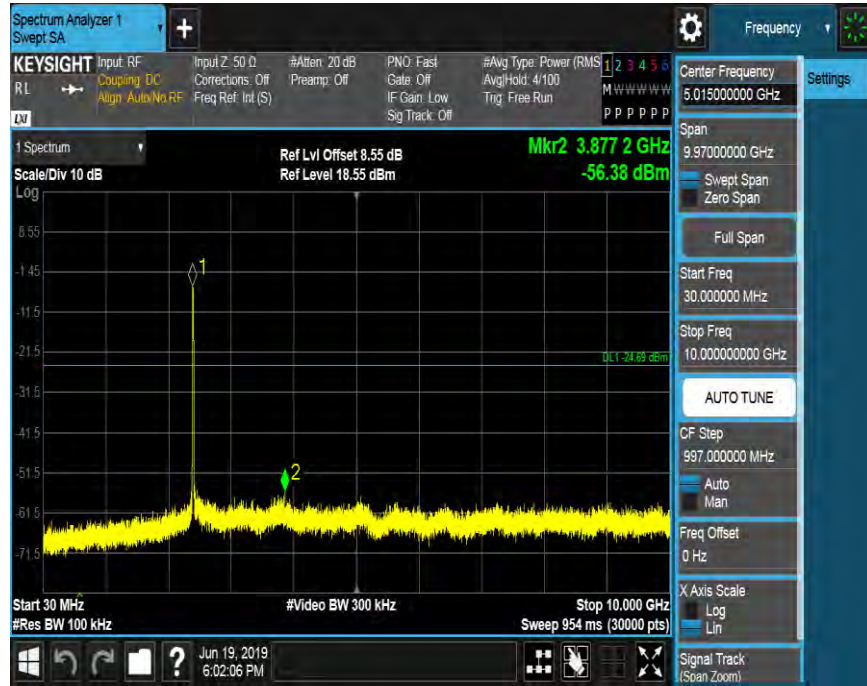 Spectrum Analyzer 1
Swept SA
+
Frequency
KEYSIGHT
RL
LXI
Input: RF
Coupling: DC
Align: Auto/No RF
Input Z: 50 Ω
Corrections: Off
Freq Ref: Int (S)
#Atten: 20 dB
Preamp: Off
PNO: Fast
Gate: Off
IF Gain: Low
Sig Track: Off
#Avg Type: Power (RMS
Avg|Hold: 4/100
Trig: Free Run
1 2 3 4 5 6
M W W W W W
P P P P P P
1 Spectrum
Scale/Div 10 dB
Log
Ref Lvl Offset 8.55 dB
Ref Level 18.55 dBm
Mkr2 3.877 2 GHz
-56.38 dBm
8.55
-1.45
-11.5
-21.5
-31.5
-41.5
-51.5
-61.5
-71.5
1
DL1 -24.69 dBm
2
Start 30 MHz
#Res BW 100 kHz
#Video BW 300 kHz
Stop 10.000 GHz
Sweep 954 ms (30000 pts)
Center Frequency
5.015000000 GHz
Settings
Span
9.97000000 GHz
Swept Span
Zero Span
Full Span
Start Freq
30.000000 MHz
Stop Freq
10.000000000 GHz
AUTO TUNE
CF Step
997.000000 MHz
Auto
Man
Freq Offset
0 Hz
X Axis Scale
Log
Lin
Signal Track
(Span Zoom)
?
Jun 19, 2019
6:02:06 PM